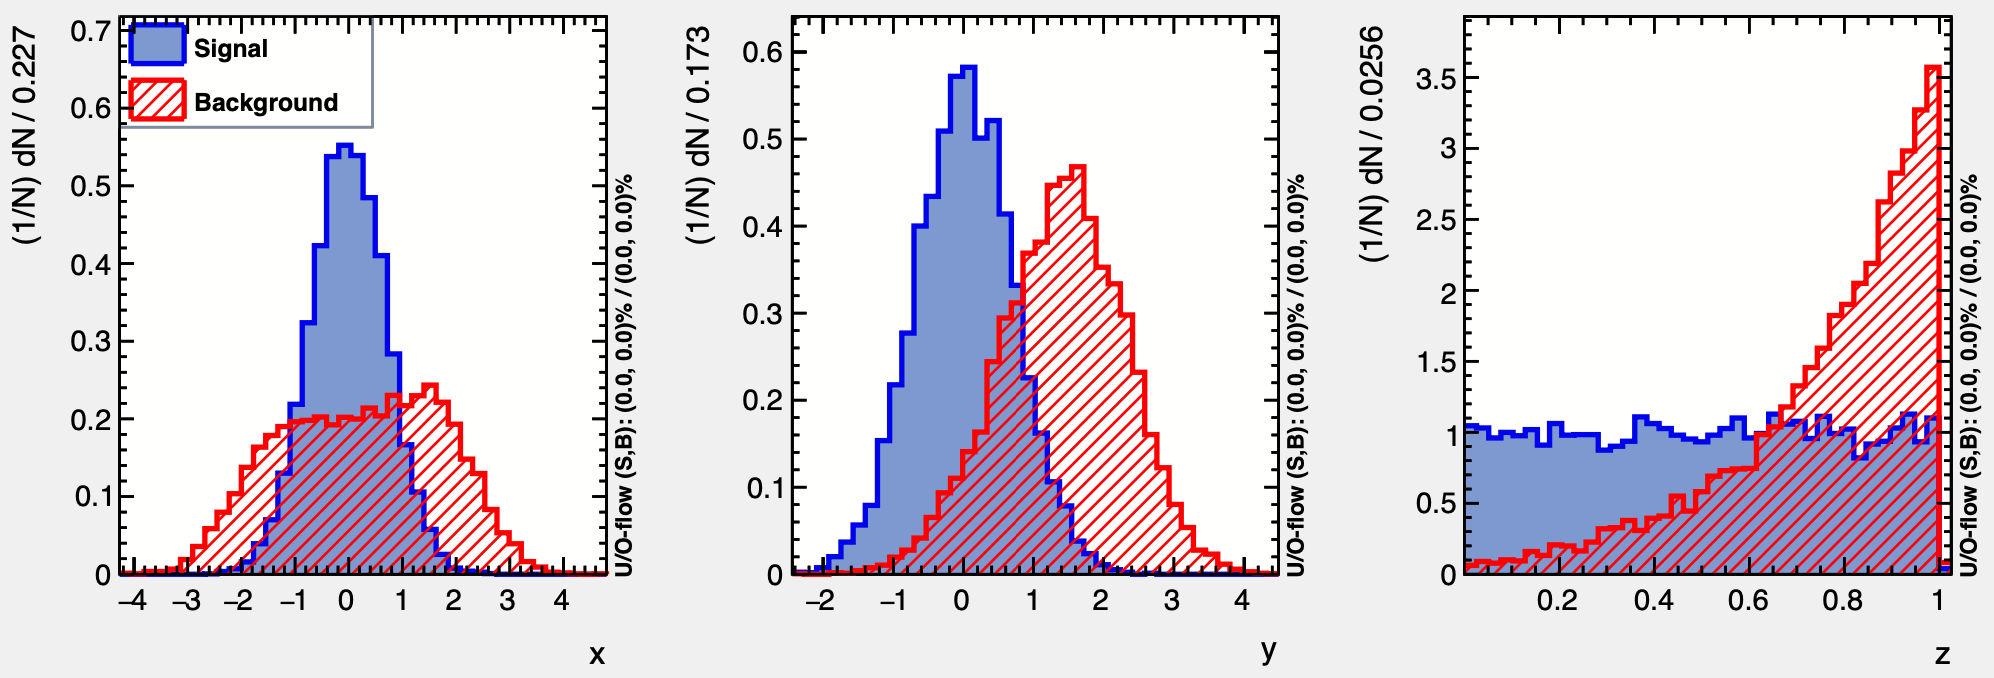 (1/N) dN / 0.227
0.7
0.6
0.5
0.4
0.3
0.2
0.1
0
Signal
Background
−4 −3 −2 −1 0 1 2 3 4
x
U/O-flow (S,B): (0.0, 0.0)% / (0.0, 0.0)%
(1/N) dN / 0.173
0.6
0.5
0.4
0.3
0.2
0.1
0
−2 −1 0 1 2 3 4
y
U/O-flow (S,B): (0.0, 0.0)% / (0.0, 0.0)%
(1/N) dN / 0.0256
3.5
3
2.5
2
1.5
1
0.5
0
0.2 0.4 0.6 0.8 1
z
U/O-flow (S,B): (0.0, 0.0)% / (0.0, 0.0)%